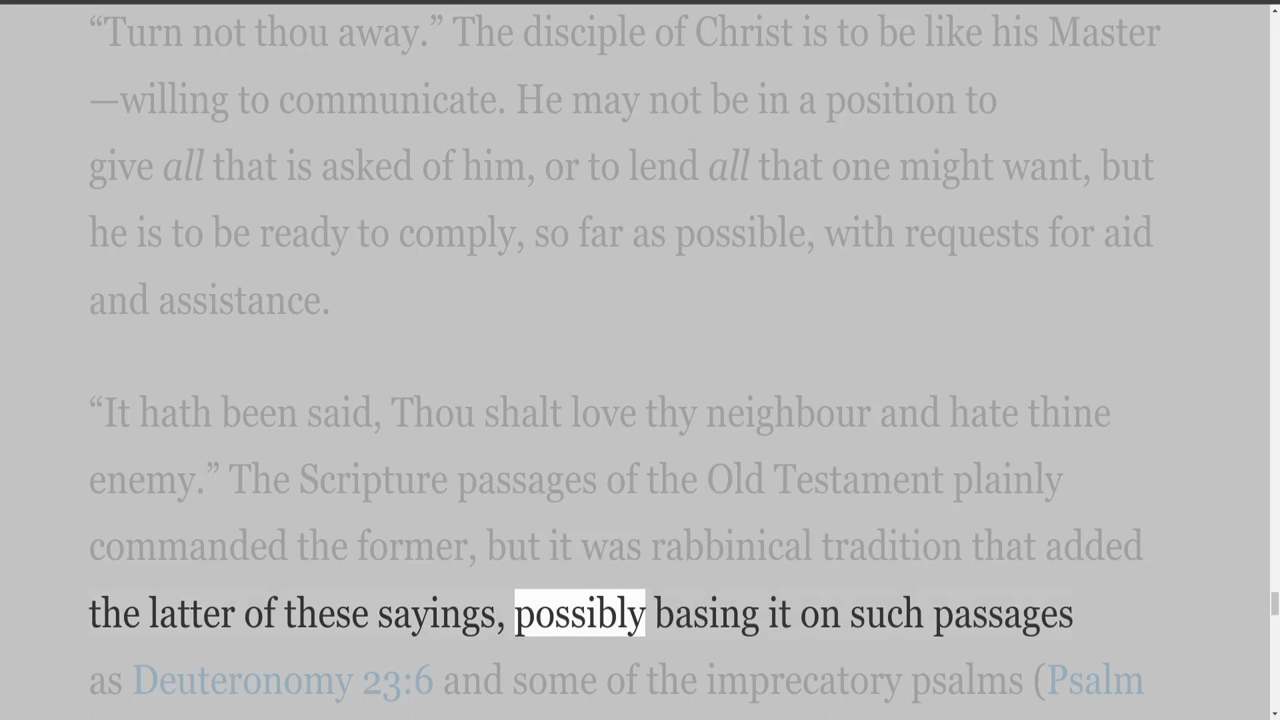 “Turn not thou away.” The disciple of Christ is to be like his Master
—willing to communicate. He may not be in a position to
give all that is asked of him, or to lend all that one might want, but
he is to be ready to comply, so far as possible, with requests for aid
and assistance.
“It hath been said, Thou shalt love thy neighbour and hate thine
enemy.” The Scripture passages of the Old Testament plainly
commanded the former, but it was rabbinical tradition that added
the latter of these sayings, possibly basing it on such passages
as Deuteronomy 23:6 and some of the imprecatory psalms (Psalm